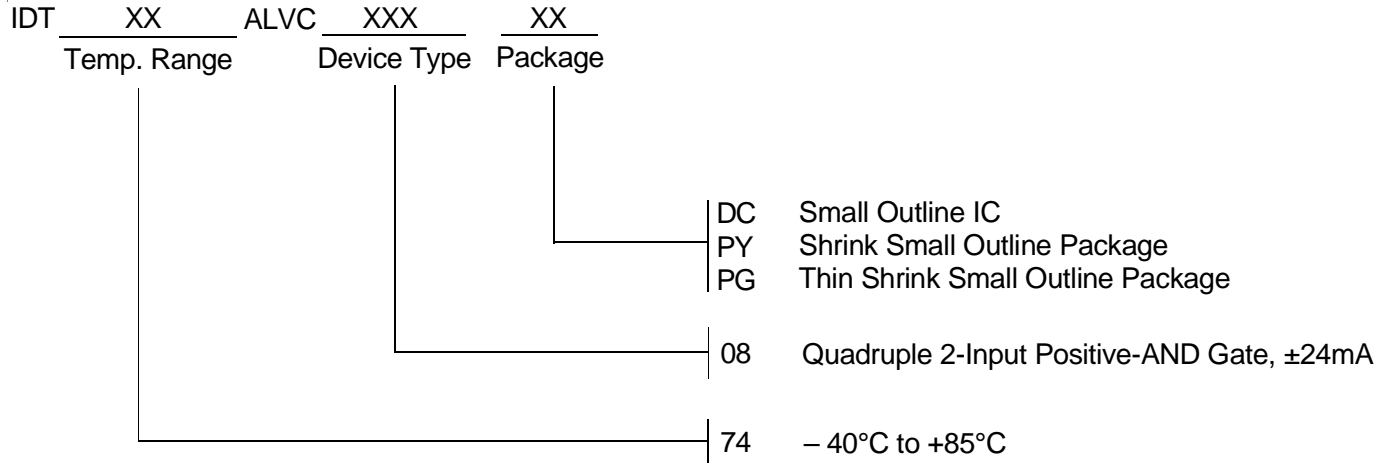 IDT XX ALVC XXX XX
Temp. Range Device Type Package
DC Small Outline IC
PY Shrink Small Outline Package
PG Thin Shrink Small Outline Package
08 Quadruple 2-Input Positive-AND Gate, ±24mA
74 – 40°C to +85°C